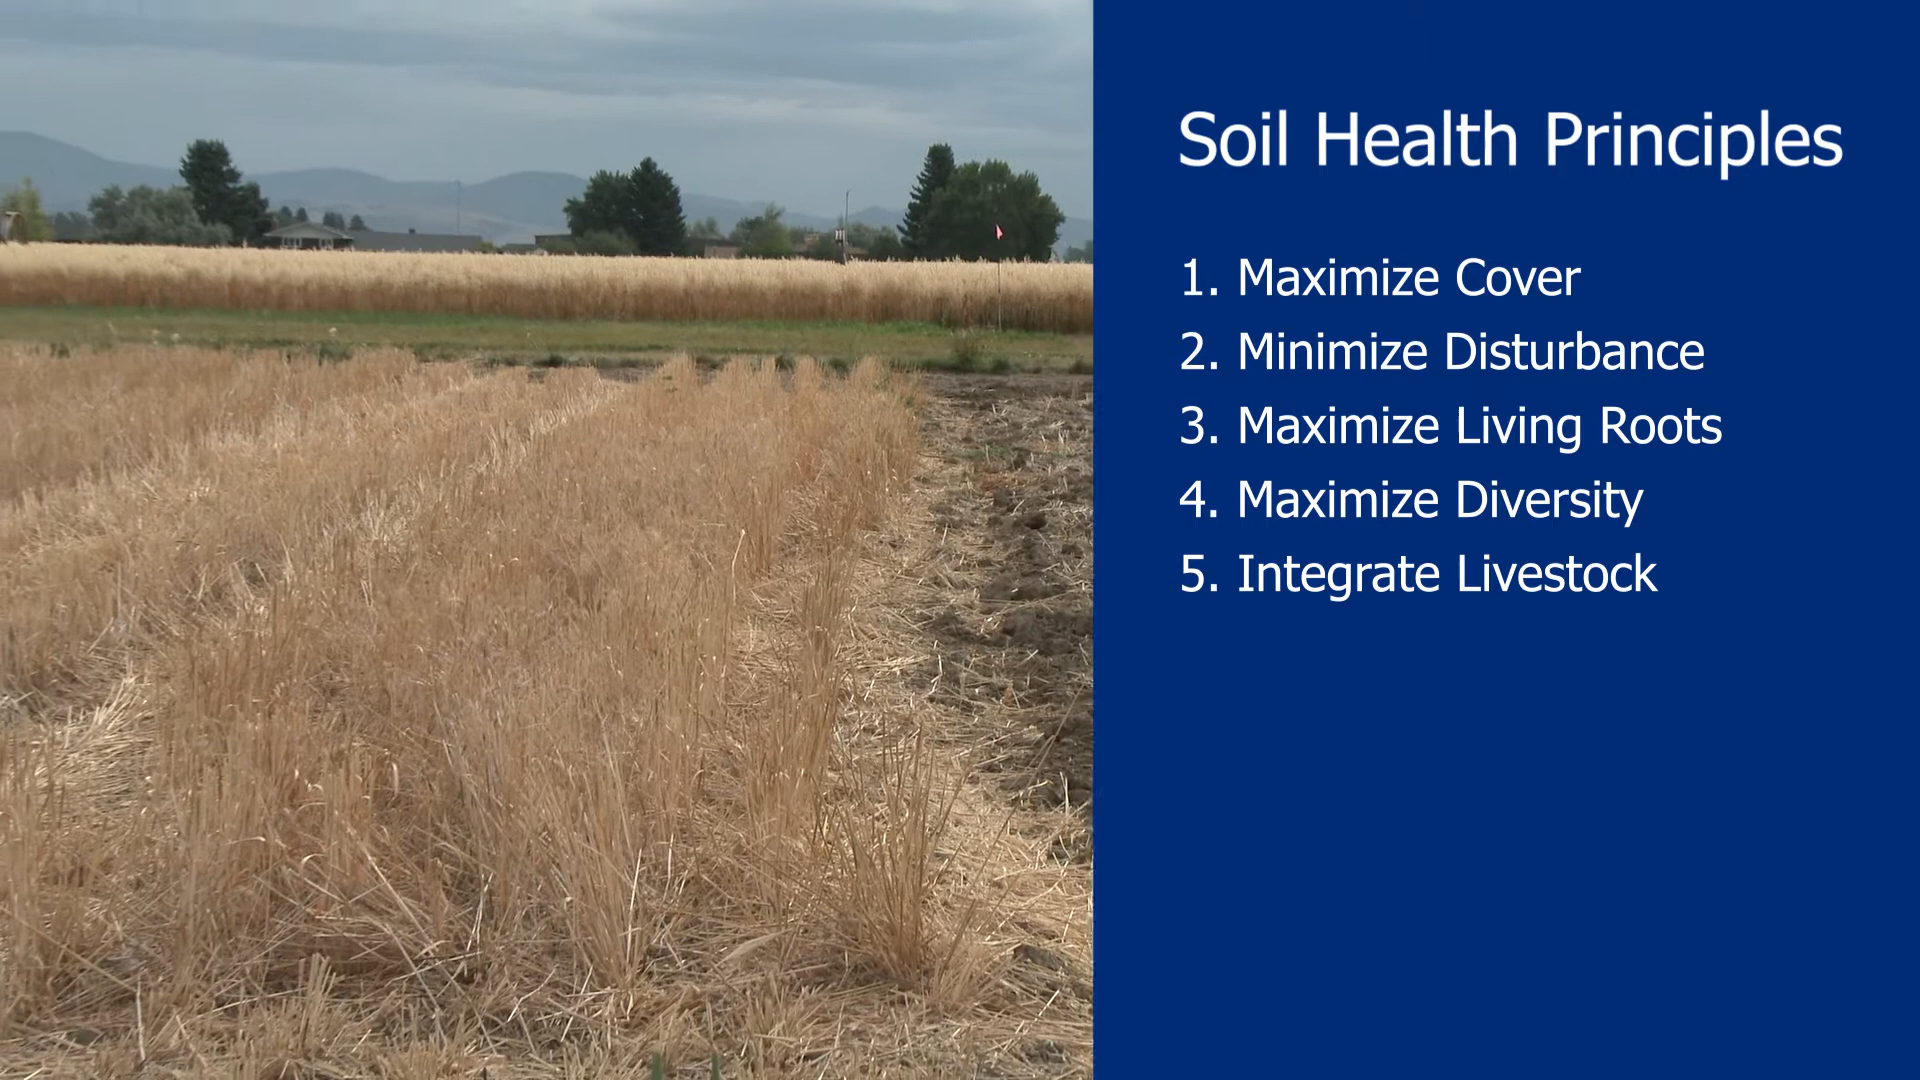 Soil Health Principles
1. Maximize Cover
2. Minimize Disturbance
3. Maximize Living Roots
4. Maximize Diversity
5. Integrate Livestock